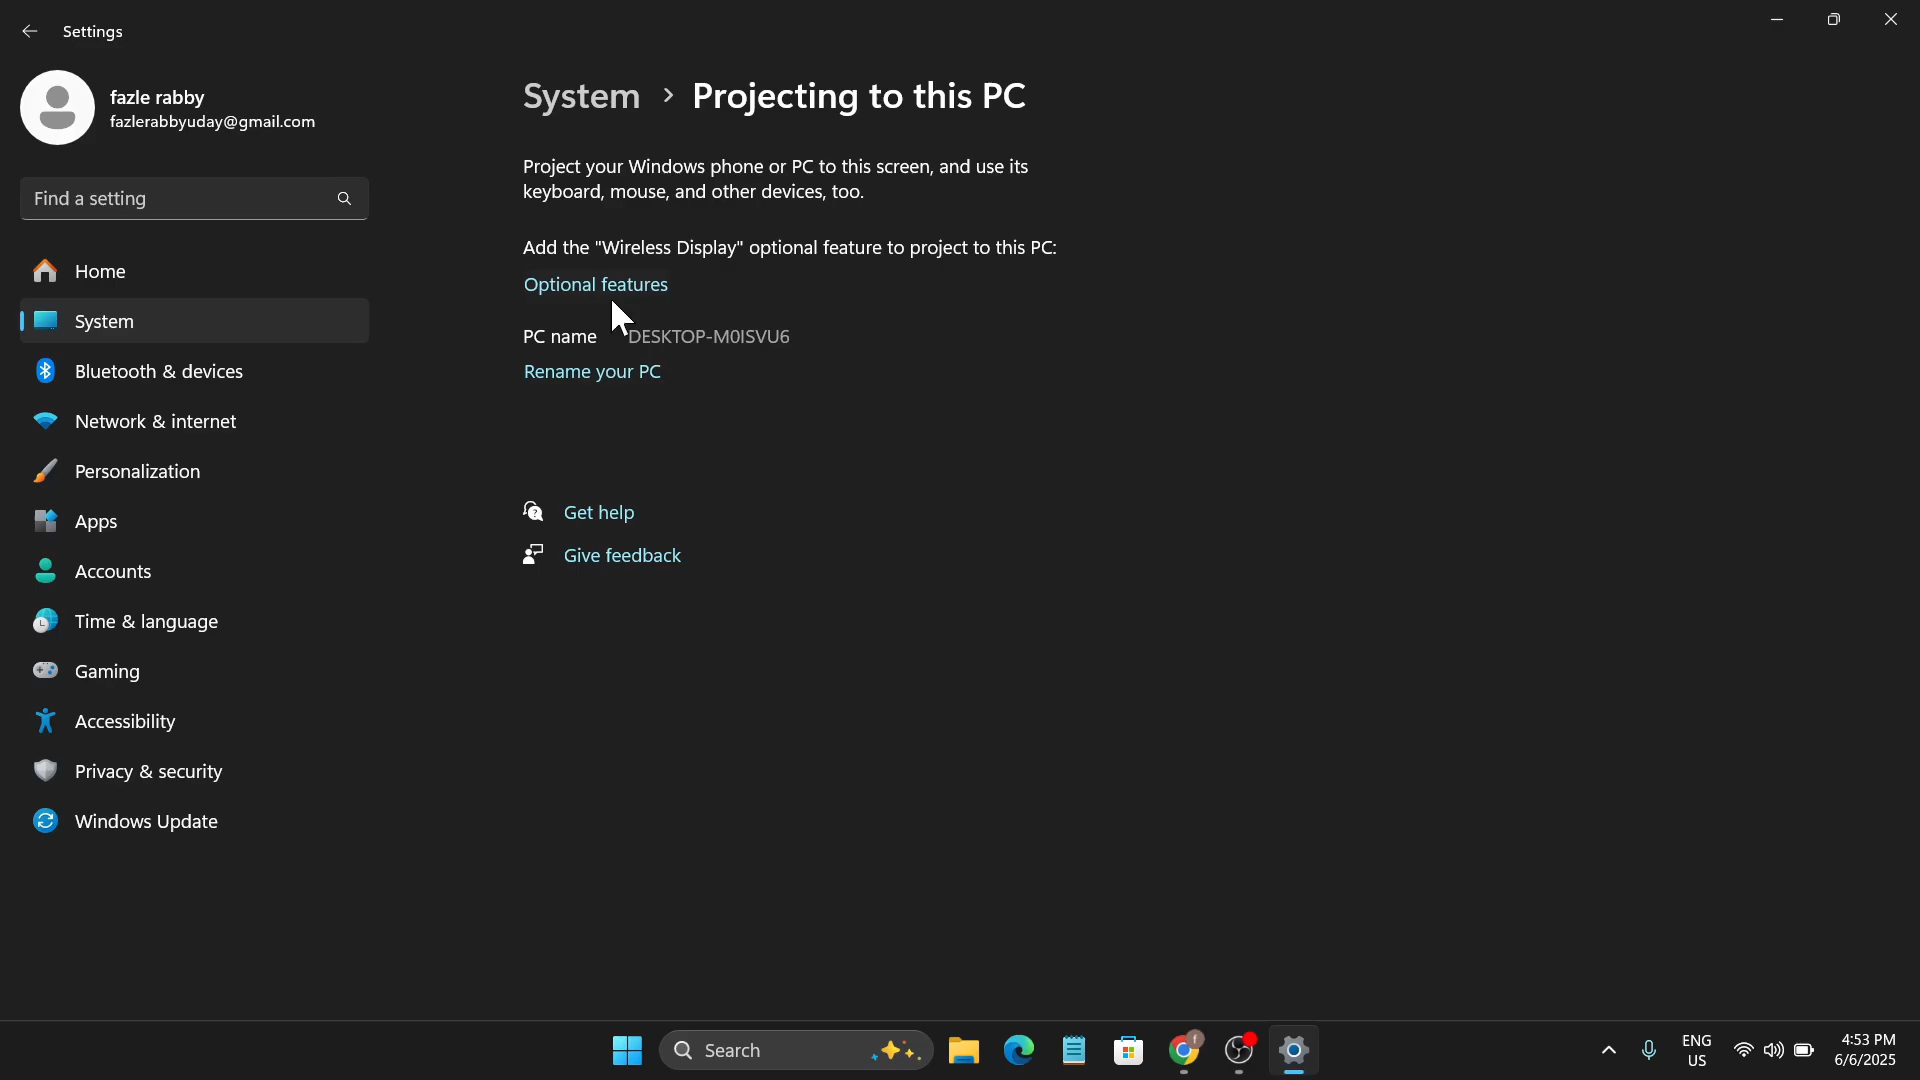 Settings
fazle rabby
fazlerabbyuday@gmail.com
Find a setting
Home
System
Bluetooth & devices
Network & internet
Personalization
Apps
Accounts
Time & language
Gaming
Accessibility
Privacy & security
Windows Update
System > Projecting to this PC
Project your Windows phone or PC to this screen, and use its
keyboard, mouse, and other devices, too.
Add the "Wireless Display" optional feature to project to this PC:
Optional features
PC name DESKTOP-M0ISVU6
Rename your PC
Get help
Give feedback
Search
f
ENG
US
4:53 PM
6/6/2025